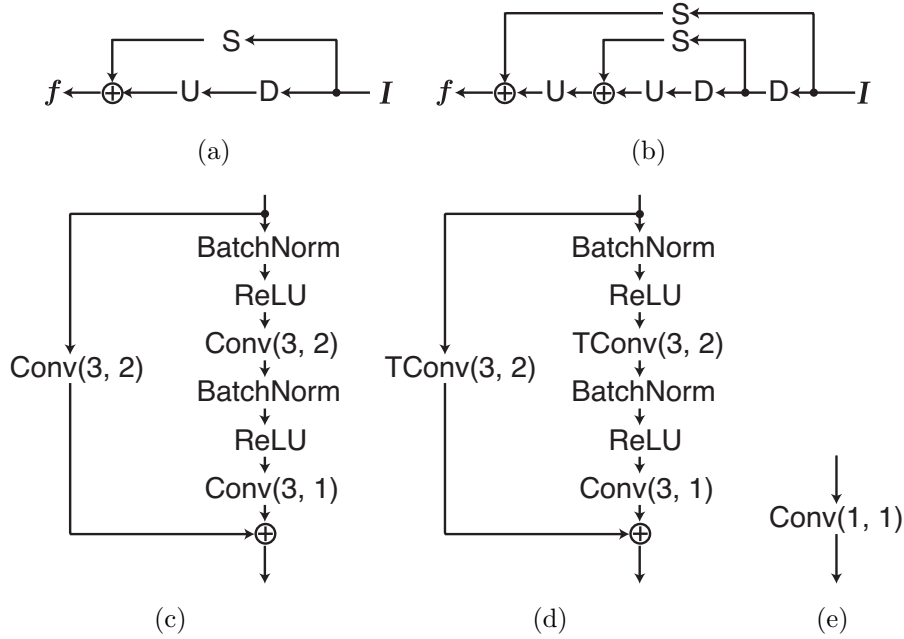 S
f ⊕ U D I
(a)
S
S
f ⊕ U ⊕ U D D I
(b)
BatchNorm
ReLU
Conv(3, 2)
Conv(3, 2)
BatchNorm
ReLU
Conv(3, 1)
⊕
(c)
BatchNorm
ReLU
TConv(3, 2)
TConv(3, 2)
BatchNorm
ReLU
Conv(3, 1)
⊕
(d)
Conv(1, 1)
(e)